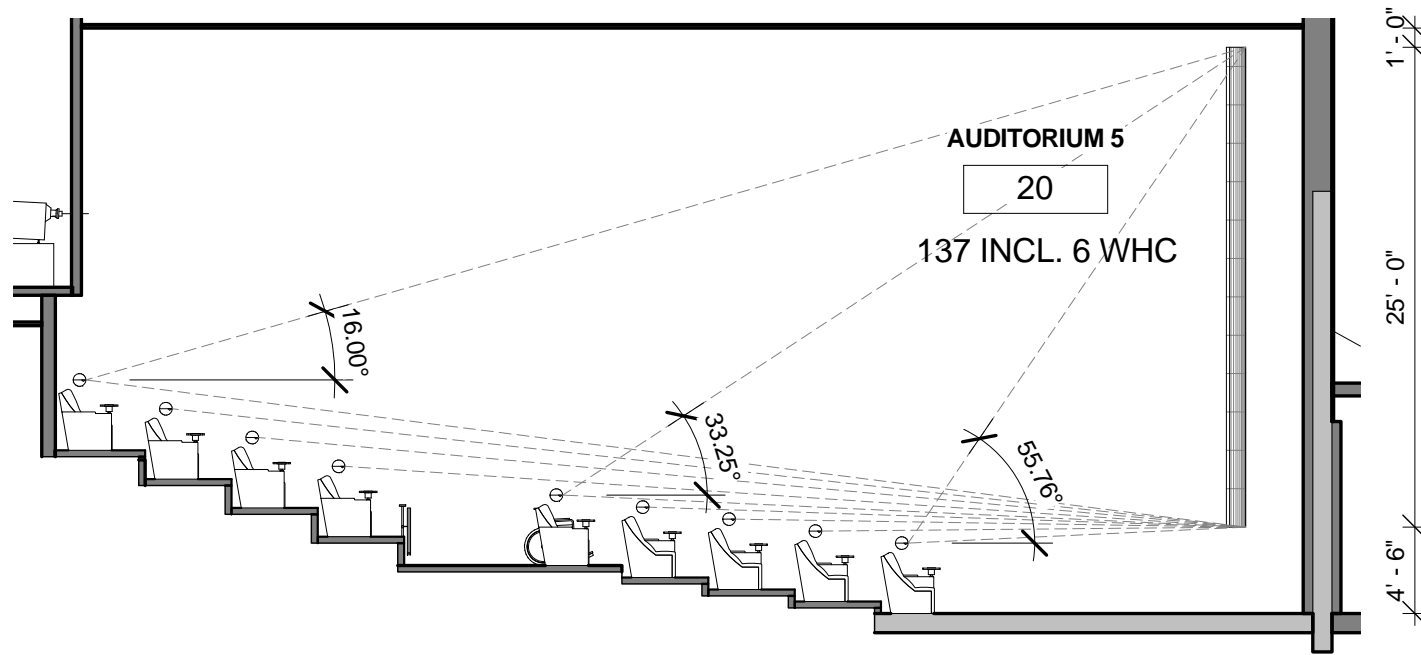 1' - 0"
AUDITORIUM 5
20
137 INCL. 6 WHC
25' - 0"
16.00°
33.25°
55.76°
4' - 6"